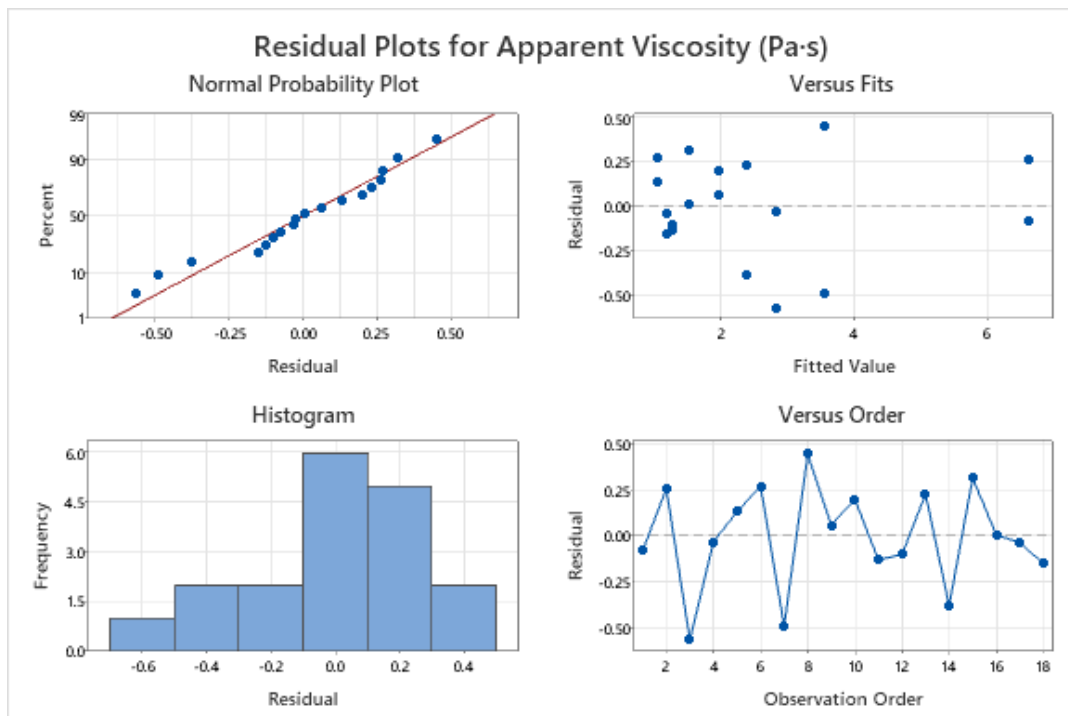 Residual Plots for Apparent Viscosity (Pa·s)
Normal Probability Plot
99
90
50
10
1
Percent
-0.50 -0.25 0.00 0.25 0.50
Residual
Versus Fits
0.50
0.25
0.00
-0.25
-0.50
Residual
2 4 6
Fitted Value
Histogram
6.0
4.5
3.0
1.5
0.0
Frequency
-0.6 -0.4 -0.2 0.0 0.2 0.4
Residual
Versus Order
0.50
0.25
0.00
-0.25
-0.50
Residual
2 4 6 8 10 12 14 16 18
Observation Order